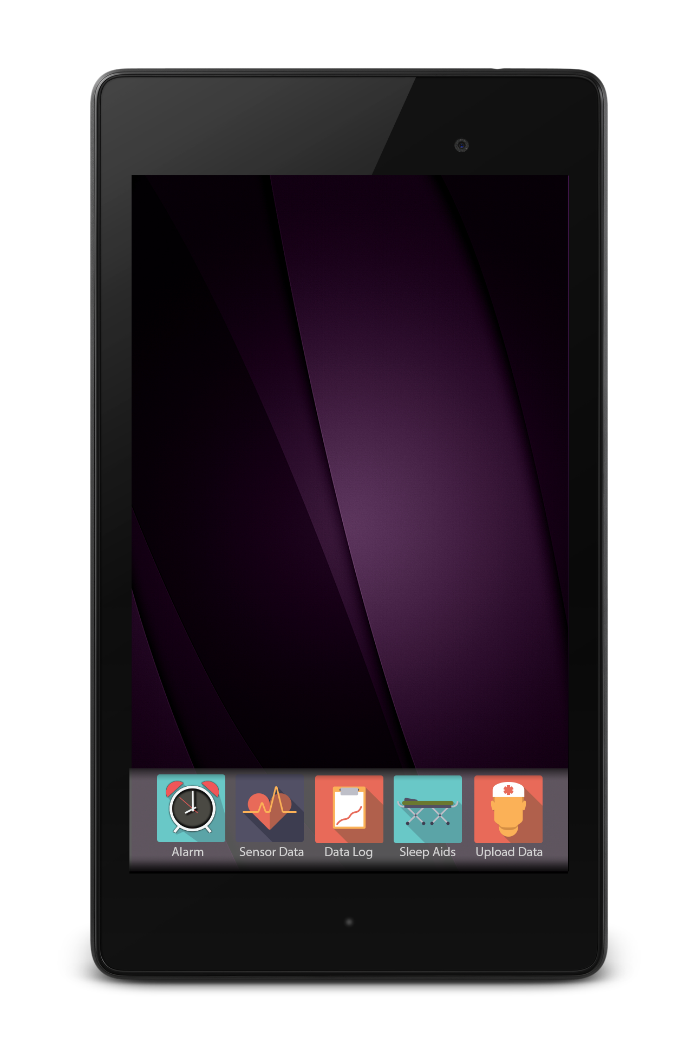 Alarm
Sensor Data
Data Log
Sleep Aids
Upload Data